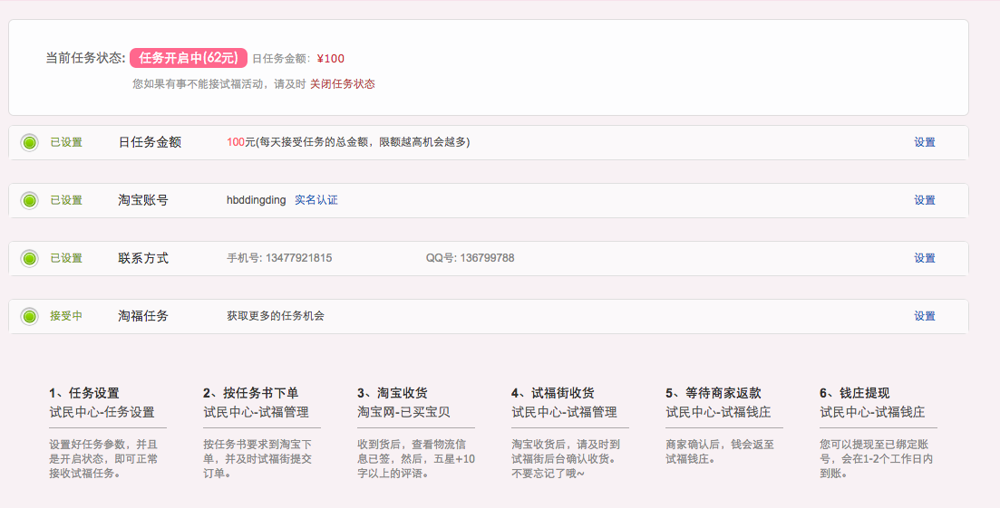 当前任务状态: 任务开启中(62元) 日任务金额: ¥100
您如果有事不能接试福活动，请及时 关闭任务状态
已设置 日任务金额 100元(每天接受任务的总金额，限额越高机会越多) 设置
已设置 淘宝账号 hbddingding 实名认证 设置
已设置 联系方式 手机号: 13477921815 QQ号: 136799788 设置
接受中 淘福任务 获取更多的任务机会 设置
1、任务设置
试民中心-任务设置
设置好任务参数，并且
是开启状态，即可正常
接收试福任务。
2、按任务书下单
试民中心-试福管理
按任务书要求到淘宝下
单，并及时试福街提交
订单。
3、淘宝收货
淘宝网-已买宝贝
收到货后，查看物流信
息已签，然后，五星+10
字以上的评语。
4、试福街收货
试民中心-试福管理
淘宝收货后，请及时到
试福街后台确认收货。
不要忘记了哦~
5、等待商家返款
试民中心-试福钱庄
商家确认后，钱会返至
试福钱庄。
6、钱庄提现
试民中心-试福钱庄
您可以提现至已绑定账
号，会在1-2个工作日内
到账。